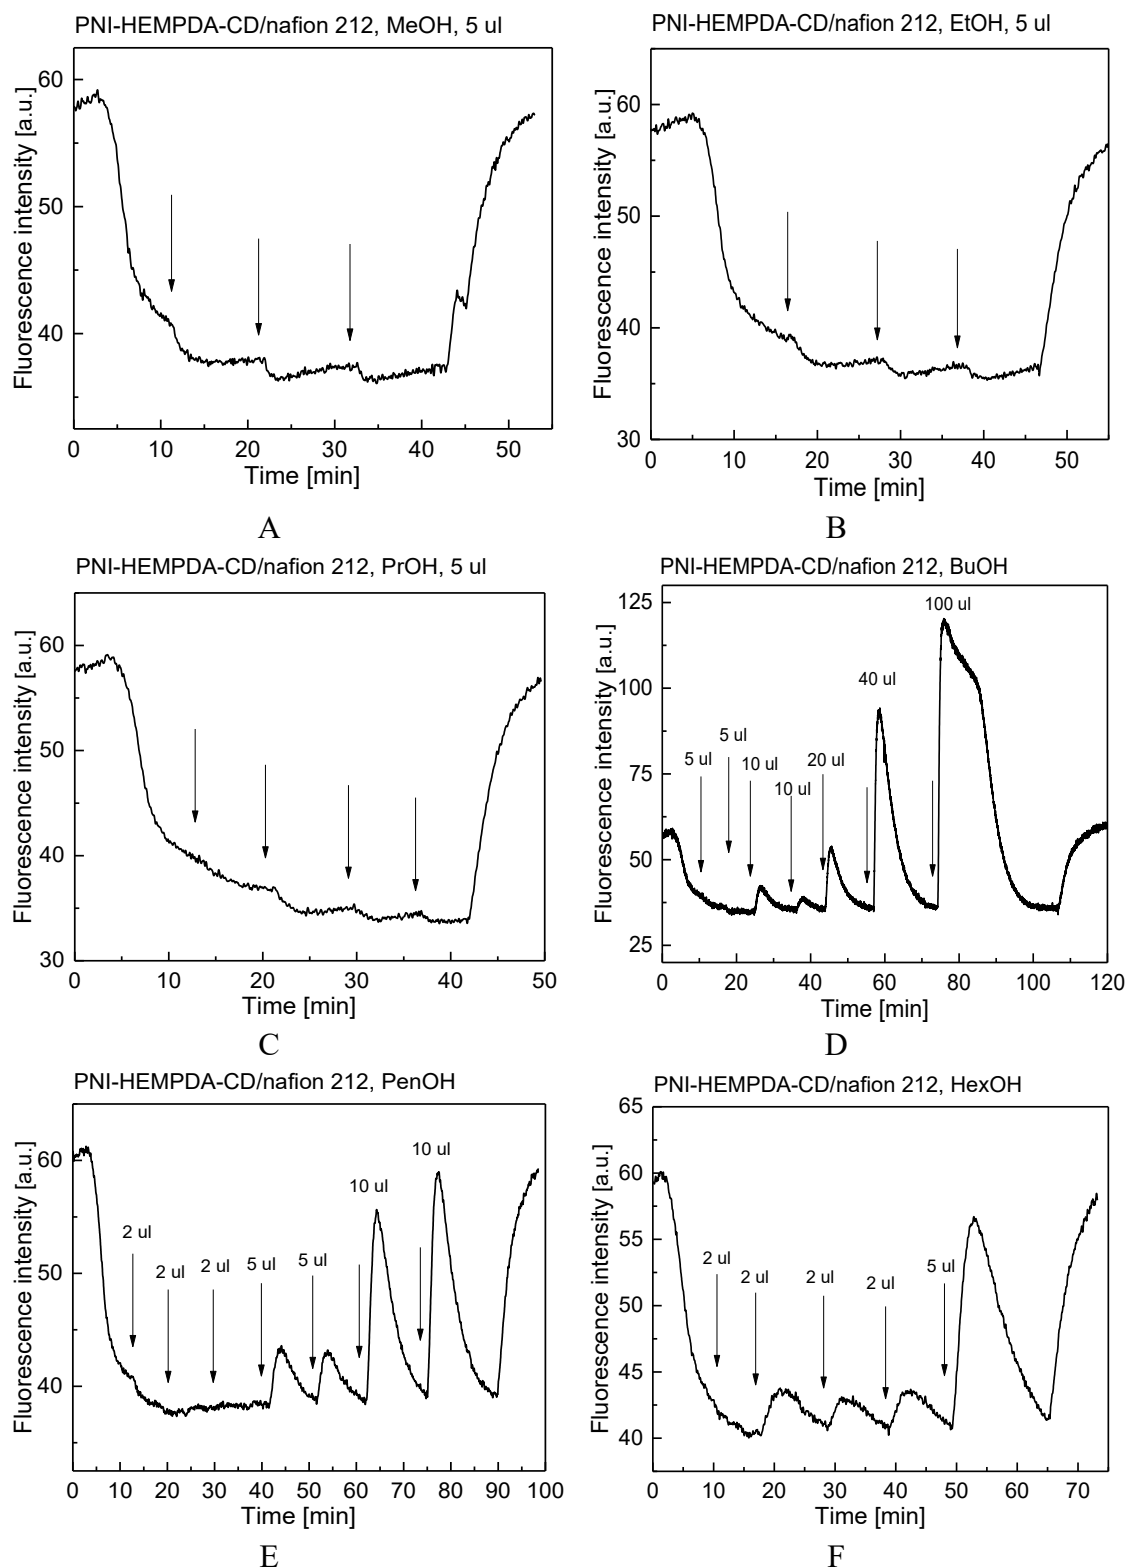 PNI-HEMPDA-CD/nafion 212, MeOH, 5 ul
Fluorescence intensity [a.u.]
60
50
40
0 10 20 30 40 50
Time [min]
A
PNI-HEMPDA-CD/nafion 212, EtOH, 5 ul
Fluorescence intensity [a.u.]
60
50
40
30
0 10 20 30 40 50
Time [min]
B
PNI-HEMPDA-CD/nafion 212, PrOH, 5 ul
Fluorescence intensity [a.u.]
60
50
40
30
0 10 20 30 40 50
Time [min]
C
PNI-HEMPDA-CD/nafion 212, BuOH
Fluorescence intensity [a.u.]
125
100
75
50
25
100 ul
40 ul
5 ul
5 ul
10 ul
10 ul
20 ul
0 20 40 60 80 100 120
Time [min]
D
PNI-HEMPDA-CD/nafion 212, PenOH
Fluorescence intensity [a.u.]
60
50
40
10 ul
10 ul
2 ul
2 ul
2 ul
5 ul
5 ul
0 10 20 30 40 50 60 70 80 90 100
Time [min]
E
PNI-HEMPDA-CD/nafion 212, HexOH
Fluorescence intensity [a.u.]
65
60
55
50
45
40
2 ul
2 ul
2 ul
2 ul
5 ul
0 10 20 30 40 50 60 70
Time [min]
F